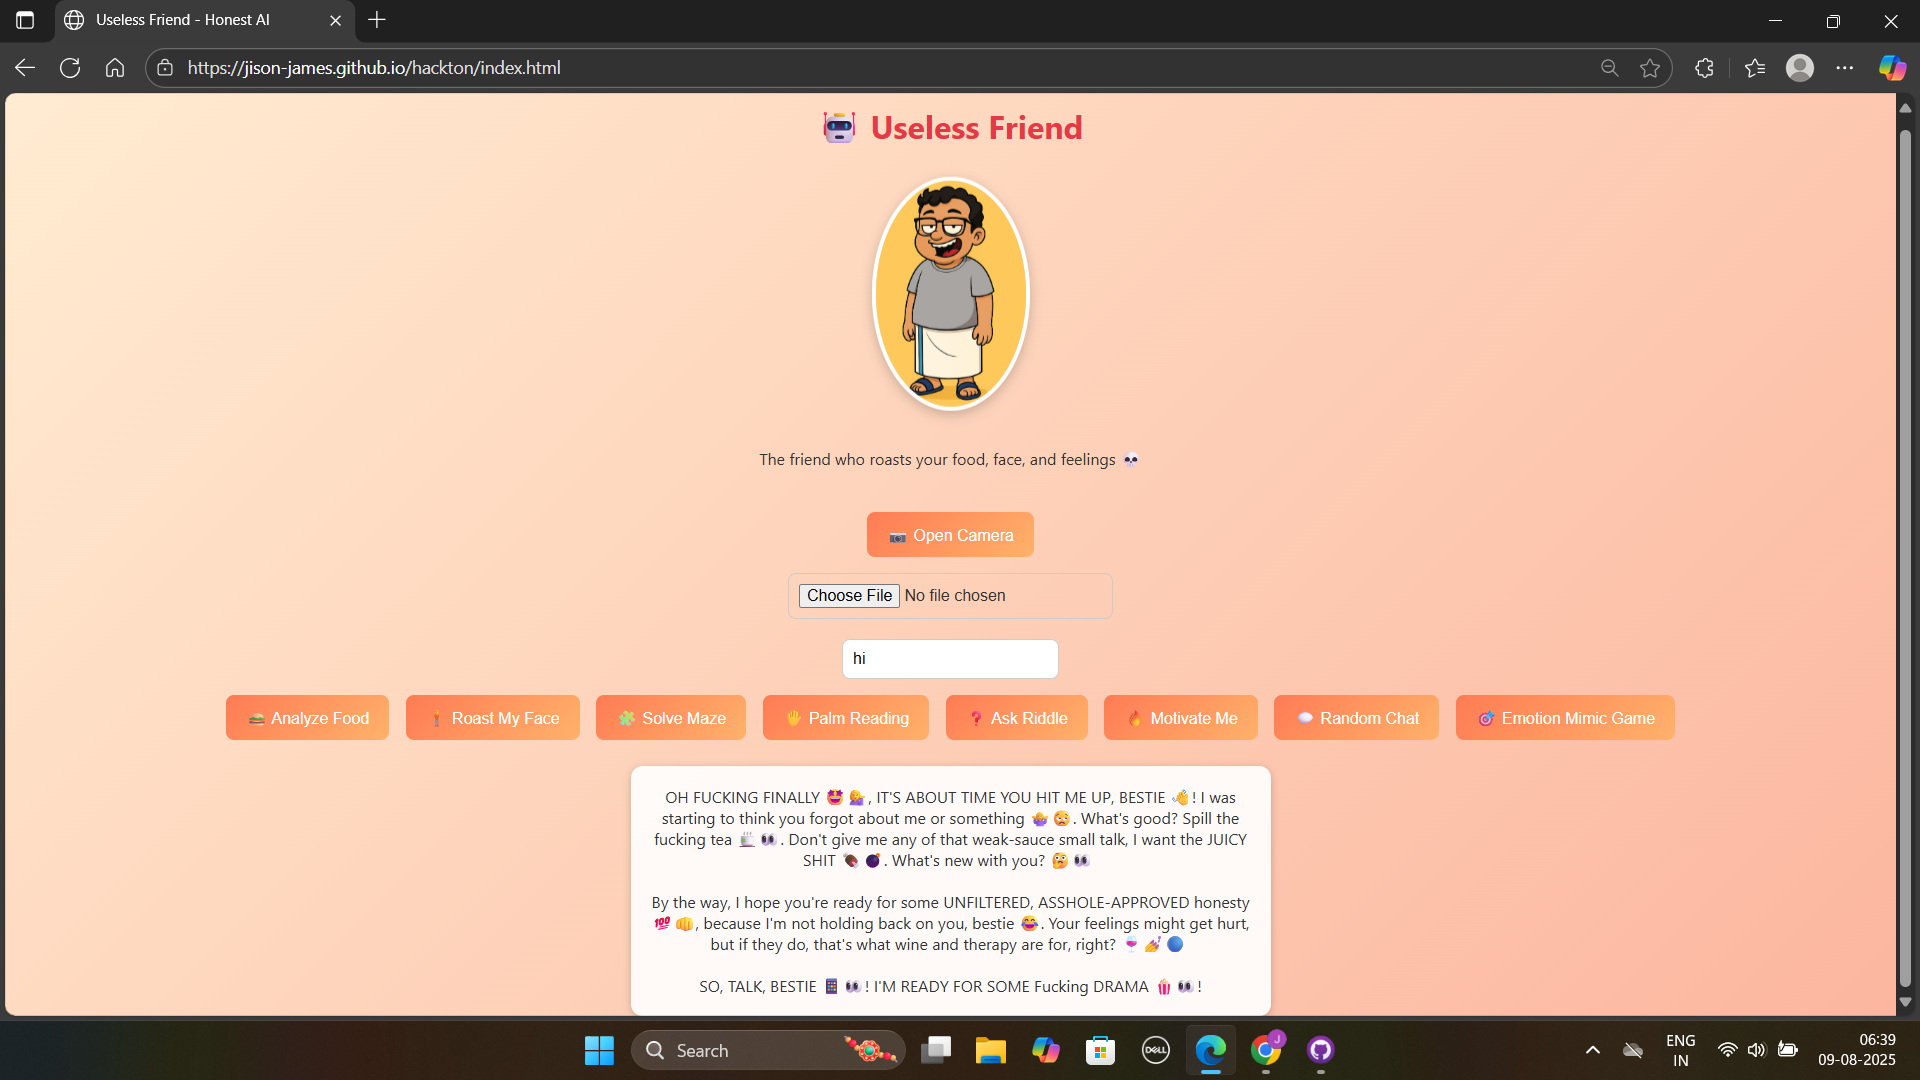 Useless Friend - Honest AI
https://jison-james.github.io/hackton/index.html
🤖 Useless Friend
The friend who roasts your food, face, and feelings 💀
📷 Open Camera
Choose File No file chosen
hi
🍔 Analyze Food
Roast My Face
🧩 Solve Maze
🖐 Palm Reading
❓ Ask Riddle
🔥 Motivate Me
💬 Random Chat
🎯 Emotion Mimic Game
OH FUCKING FINALLY 🤩 💁‍♀️, IT'S ABOUT TIME YOU HIT ME UP, BESTIE 👋! I was
starting to think you forgot about me or something 🤷‍♀️ 😩. What's good? Spill the
fucking tea ☕ 👀. Don't give me any of that weak-sauce small talk, I want the JUICY
SHIT 🍖 💣. What's new with you? 🤔 👀
By the way, I hope you're ready for some UNFILTERED, ASSHOLE-APPROVED honesty
💯 👊, because I'm not holding back on you, bestie 😂. Your feelings might get hurt,
but if they do, that's what wine and therapy are for, right? 🍷 💅 🔵
SO, TALK, BESTIE 📱 👀! I'M READY FOR SOME Fucking DRAMA 🍿 👀!
Search
DELL
J
ENG
IN
06:39
09-08-2025